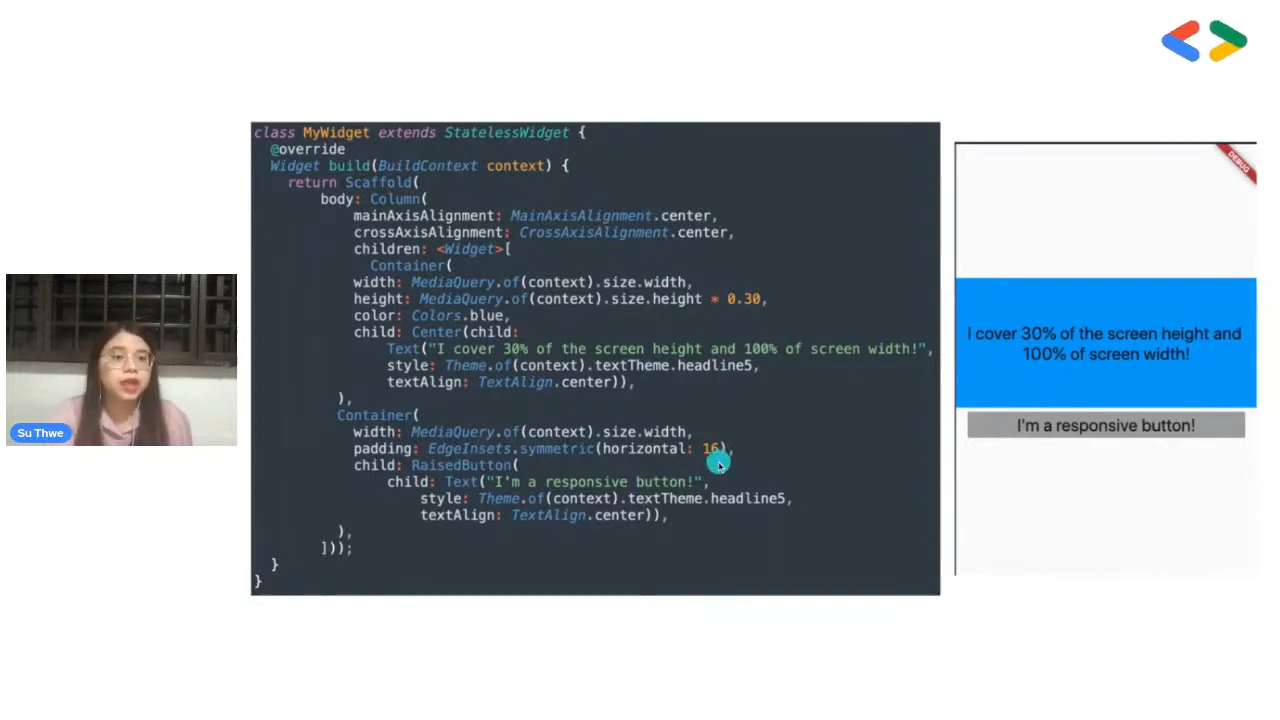 class MyWidget extends StatelessWidget {
@override
Widget build(BuildContext context) {
return Scaffold(
body: Column(
mainAxisAlignment: MainAxisAlignment.center,
crossAxisAlignment: CrossAxisAlignment.center,
children: <Widget>[
Container(
width: MediaQuery.of(context).size.width,
height: MediaQuery.of(context).size.height * 0.30,
color: Colors.blue,
child: Center(child:
Text("I cover 30% of the screen height and 100% of screen width!",
style: Theme.of(context).textTheme.headline5,
textAlign: TextAlign.center)),
),
Container(
width: MediaQuery.of(context).size.width,
padding: EdgeInsets.symmetric(horizontal: 16),
child: RaisedButton(
child: Text("I'm a responsive button!",
style: Theme.of(context).textTheme.headline5,
textAlign: TextAlign.center)),
),
]));
}
}
DEBUG
I cover 30% of the screen height and
100% of screen width!
I'm a responsive button!
Su Thwe